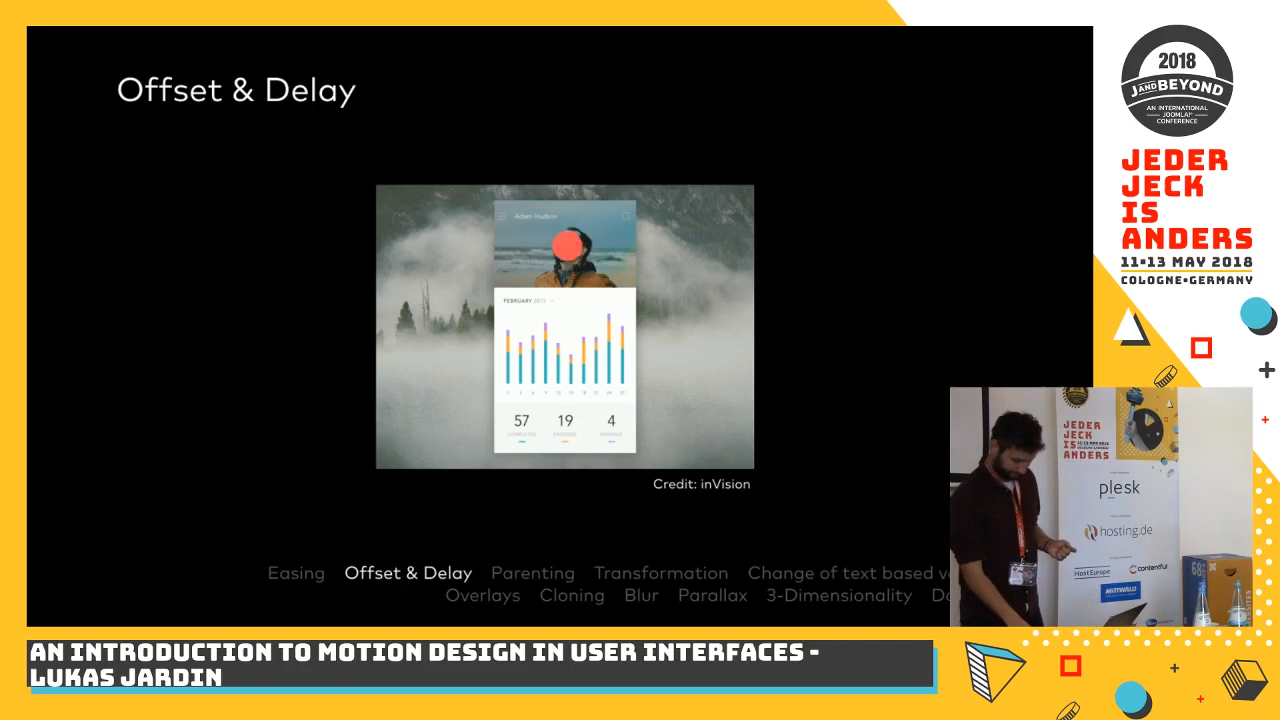 Offset & Delay
Adam Hudson
FEBRUARY 2015
57
19
4
COMPLETED
Credit: inVision
Easing Offset & Delay Parenting Transformation Change of text based
Overlays Cloning Blur Parallax 3-Dimensionality
AN INTRODUCTION TO MOTION DESIGN IN USER INTERFACES -
LUKAS JARDIN
2018
J AND BEYOND
AN INTERNATIONAL
JOOMLA!®
CONFERENCE
JEDER
JECK
IS
ANDERS
11-13 MAY 2018
COLOGNE•GERMANY
JEDER
JECK
IS
ANDERS
plesk
hosting.de
HostEurope
contentful
MITTWALD
68